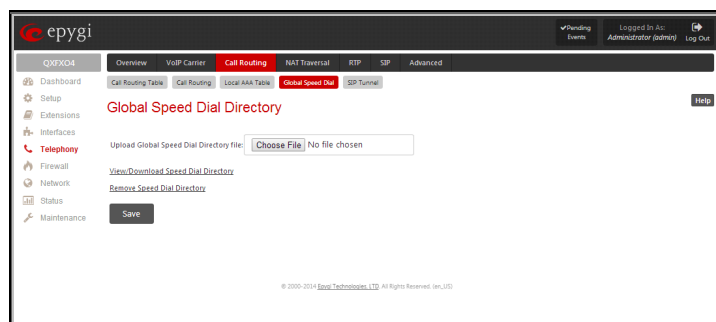 epygi
✔Pending Events
Logged In As: Administrator (admin)
Log Out
QXFXO4
Overview VoIP Carrier Call Routing NAT Traversal RTP SIP Advanced
Dashboard
Setup
Extensions
Interfaces
Telephony
Firewall
Network
Status
Maintenance
Call Routing Table Call Routing Local AAA Table Global Speed Dial SIP Tunnel
Global Speed Dial Directory
Help
Upload Global Speed Dial Directory file: Choose File No file chosen
View/Download Speed Dial Directory
Remove Speed Dial Directory
Save
© 2000-2014 Epygi Technologies, LTD. All Rights Reserved. (en_US)